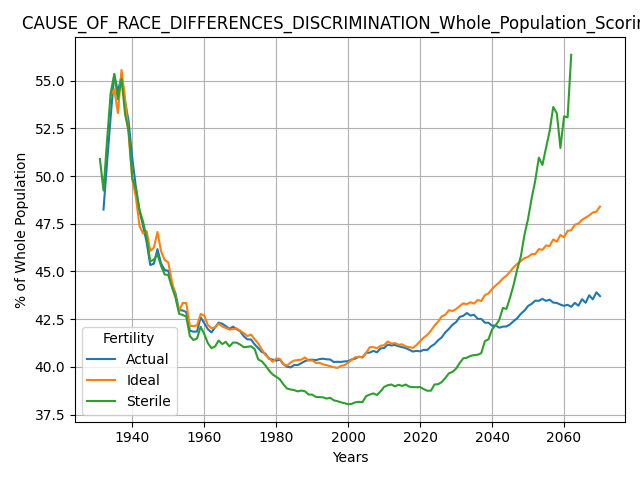 CAUSE_OF_RACE_DIFFERENCES_DISCRIMINATION_Whole_Population_Scorin
% of Whole Population
55.0
52.5
50.0
47.5
45.0
42.5
40.0
37.5
Fertility
Actual
Ideal
Sterile
1940 1960 1980 2000 2020 2040 2060
Years